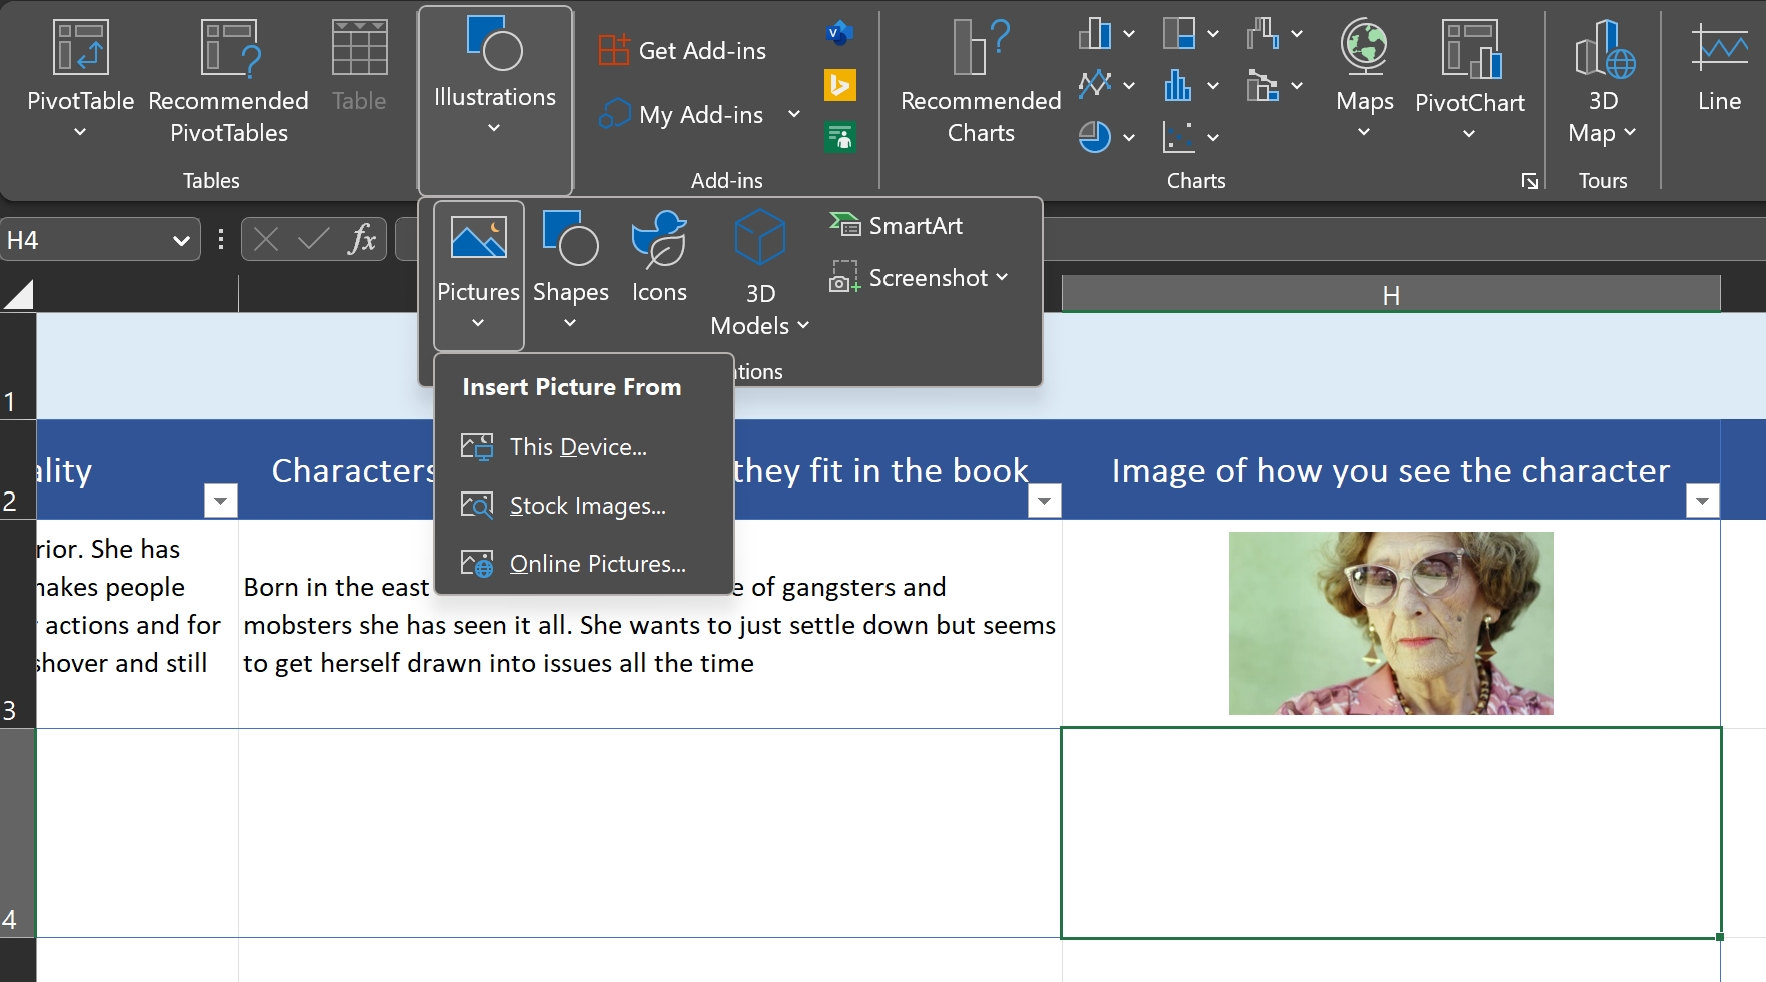 PivotTable
Recommended
PivotTables
Table
Tables
Illustrations
Get Add-ins
My Add-ins
Add-ins
Recommended
Charts
Maps
PivotChart
Charts
3D
Map
Tours
Line
H4
fx
Pictures
Shapes
Icons
3D
Models
SmartArt
Screenshot
tions
Insert Picture From
This Device...
Stock Images...
Online Pictures...
H
1
2
ality
Characters
they fit in the book
Image of how you see the character
rior. She has
makes people
actions and for
shover and still
Born in the east
e of gangsters and
mobsters she has seen it all. She wants to just settle down but seems
to get herself drawn into issues all the time
3
4